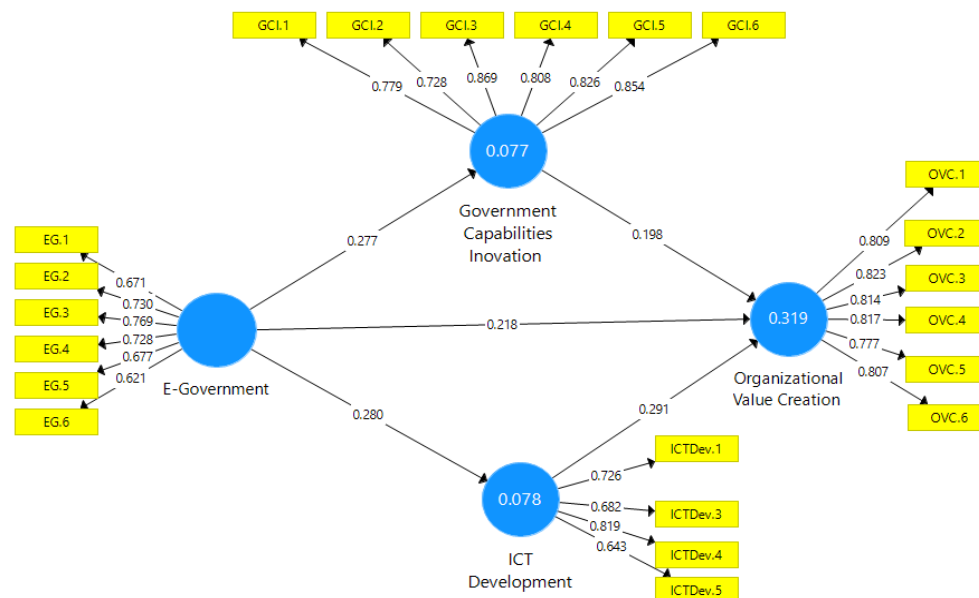 GCI.1
GCI.2
GCI.3
GCI.4
GCI.5
GCI.6
0.779
0.728
0.869
0.808
0.826
0.854
0.077
Government
Capabilities
Inovation
EG.1
EG.2
EG.3
EG.4
EG.5
EG.6
0.671
0.730
0.769
0.728
0.677
0.621
E-Government
0.277
0.218
0.280
0.198
0.291
0.319
Organizational
Value Creation
OVC.1
OVC.2
OVC.3
OVC.4
OVC.5
OVC.6
0.809
0.823
0.814
0.817
0.777
0.807
0.078
ICT
Development
0.726
0.682
0.819
0.643
ICTDev.1
ICTDev.3
ICTDev.4
ICTDev.5